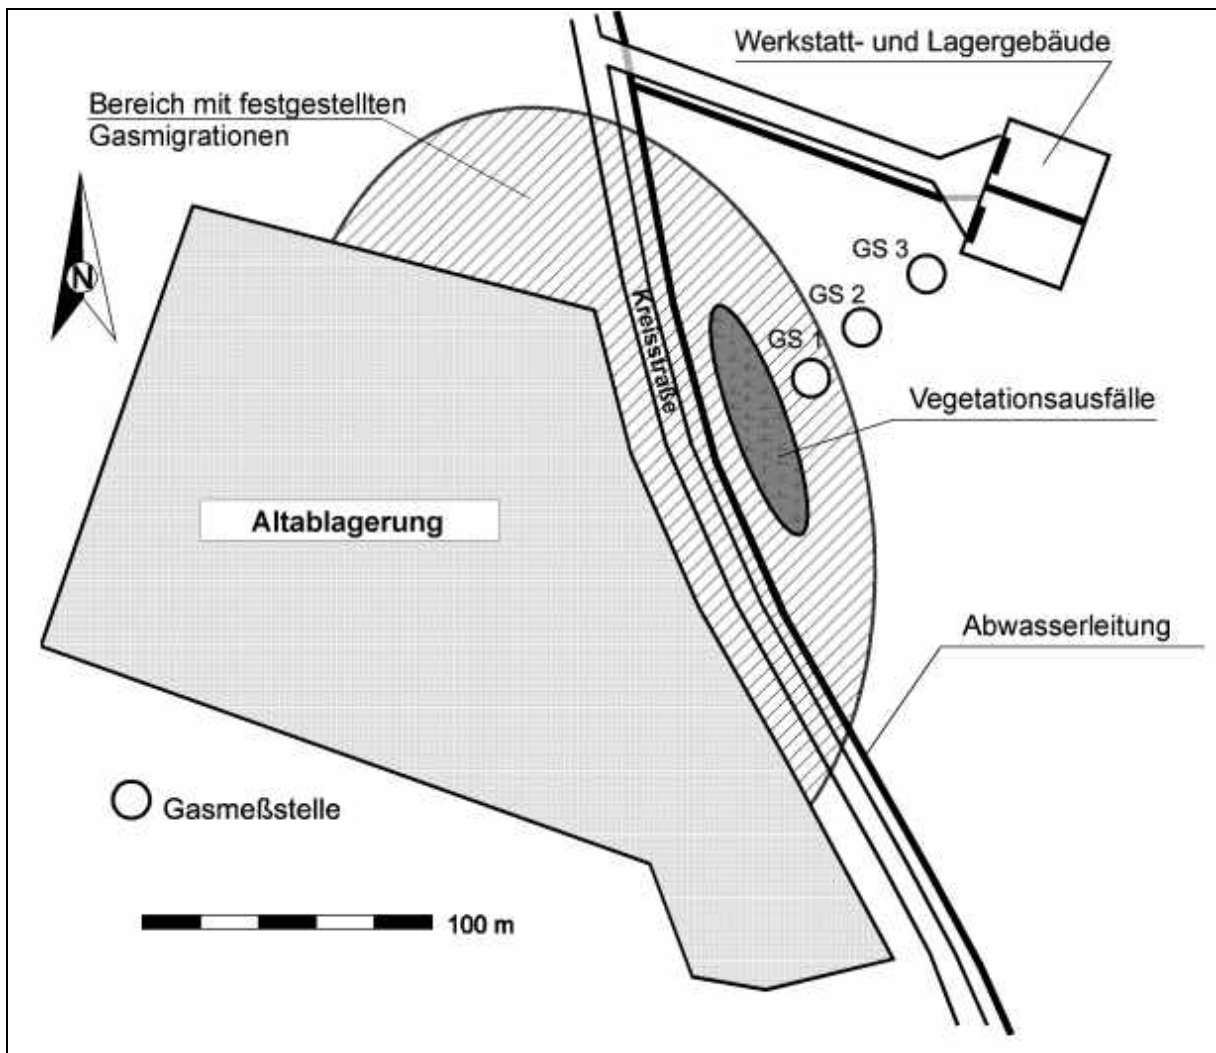 Werkstatt- und Lagergebäude
Bereich mit festgestellten
Gasmigrationen
N
GS 3
GS 2
GS 1
Kreisstraße
Vegetationsausfälle
Altablagerung
Abwasserleitung
Gasmeßstelle
100 m